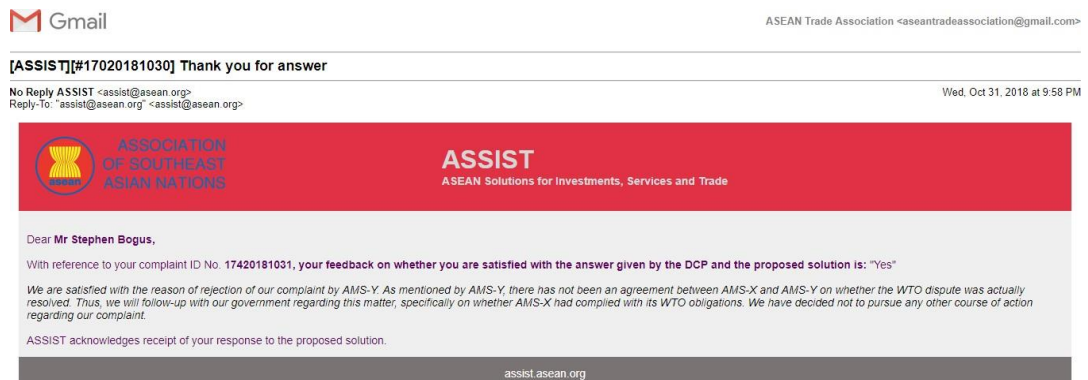 Gmail
ASEAN Trade Association <aseantradeassociation@gmail.com>
[ASSIST][#17020181030] Thank you for answer
No Reply ASSIST <assist@asean.org>
Wed, Oct 31, 2018 at 9:58 PM
Reply-To: "assist@asean.org" <assist@asean.org>
ASSOCIATION
OF SOUTHEAST
ASIAN NATIONS
asean
ASSIST
ASEAN Solutions for Investments, Services and Trade
Dear Mr Stephen Bogus,
With reference to your complaint ID No. 17420181031, your feedback on whether you are satisfied with the answer given by the DCP and the proposed solution is: "Yes"
We are satisfied with the reason of rejection of our complaint by AMS-Y. As mentioned by AMS-Y, there has not been an agreement between AMS-X and AMS-Y on whether the WTO dispute was actually
resolved. Thus, we will follow-up with our government regarding this matter, specifically on whether AMS-X had complied with its WTO obligations. We have decided not to pursue any other course of action
regarding our complaint.
ASSIST acknowledges receipt of your response to the proposed solution.
assist.asean.org